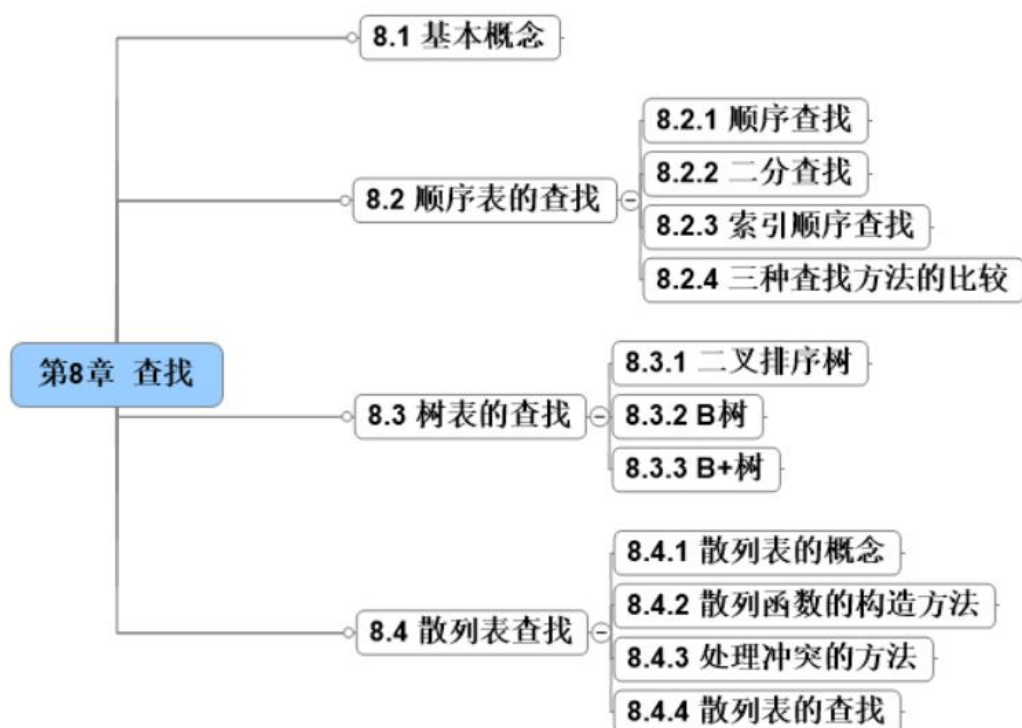 8.1 基本概念
8.2.1 顺序查找
8.2.2 二分查找
8.2 顺序表的查找
8.2.3 索引顺序查找
8.2.4 三种查找方法的比较
第8章 查找
8.3.1 二叉排序树
8.3 树表的查找
8.3.2 B树
8.3.3 B+树
8.4.1 散列表的概念
8.4.2 散列函数的构造方法
8.4 散列表查找
8.4.3 处理冲突的方法
8.4.4 散列表的查找